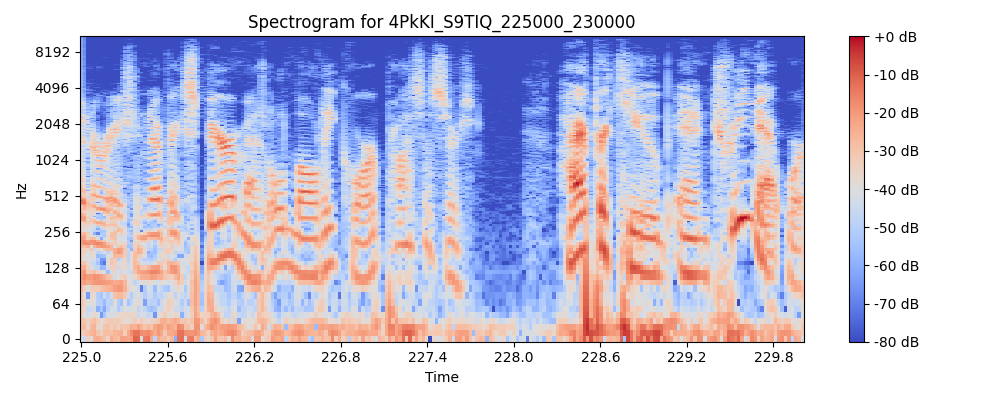 Spectrogram for 4PkKI_S9TIQ_225000_230000
8192
4096
2048
1024
512
256
128
64
0
Hz
225.0 225.6 226.2 226.8 227.4 228.0 228.6 229.2 229.8
Time
+0 dB
-10 dB
-20 dB
-30 dB
-40 dB
-50 dB
-60 dB
-70 dB
-80 dB